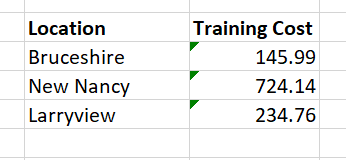 Location Training Cost
Bruceshire 145.99
New Nancy 724.14
Larryview 234.76